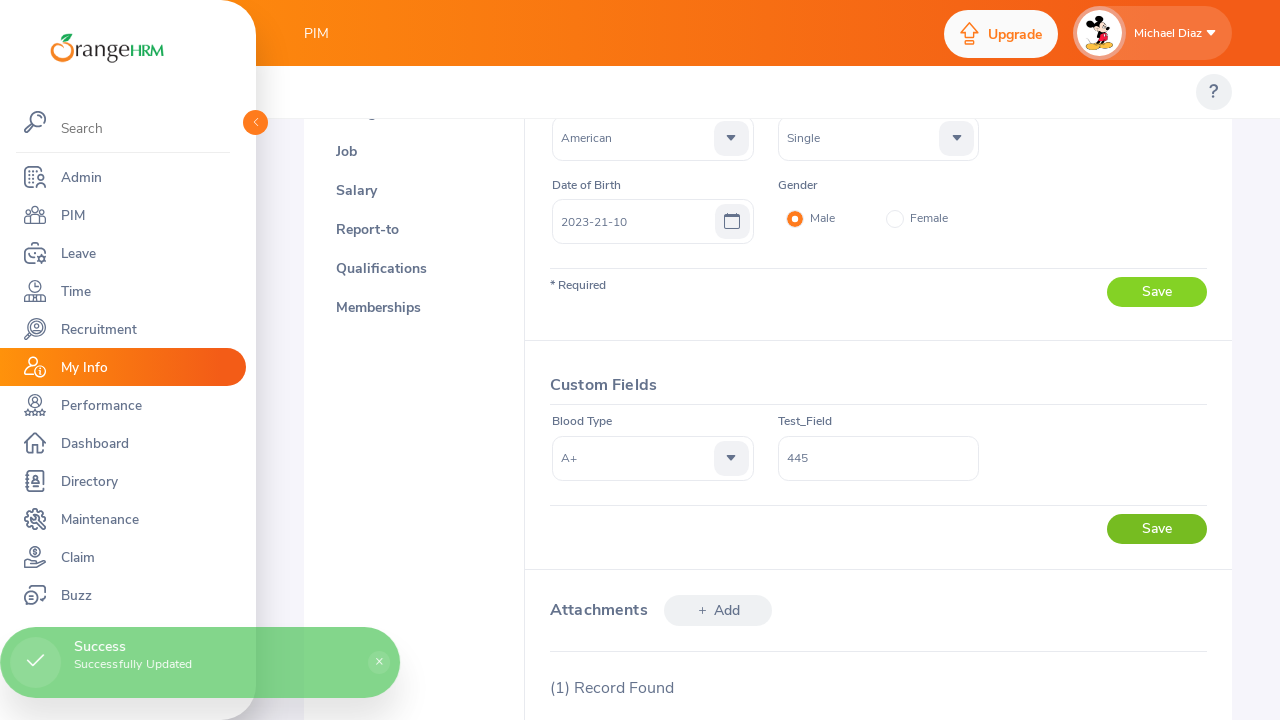 OrangeHRM
PIM
Upgrade
Michael Diaz
?
Search
Admin
PIM
Leave
Time
Recruitment
My Info
Performance
Dashboard
Directory
Maintenance
Claim
Buzz
Job
Salary
Report-to
Qualifications
Memberships
American
Single
Date of Birth
Gender
2023-21-10
Male
Female
* Required
Save
Custom Fields
Blood Type
Test_Field
A+
445
Save
Attachments
+ Add
(1) Record Found
Success
Successfully Updated